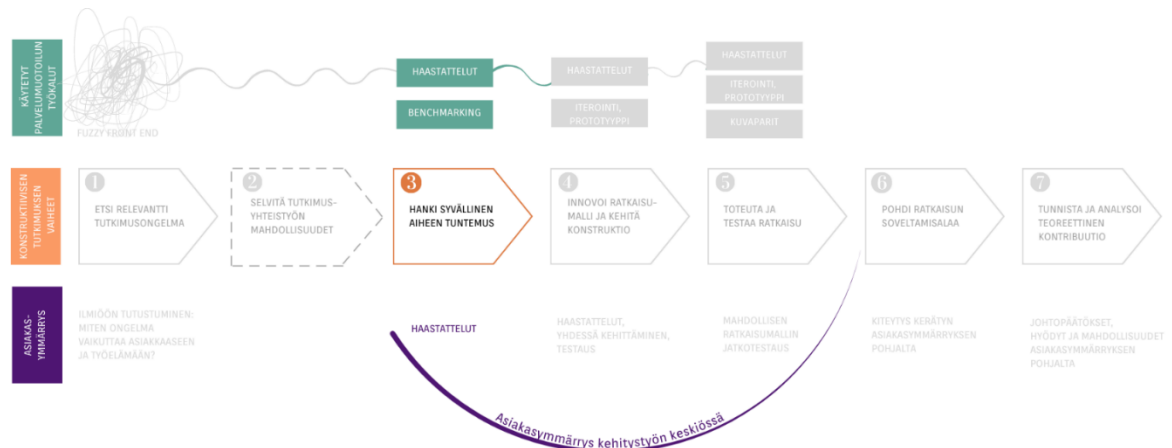 KÄYTETYT
PALVELUMUOTOILUN
TYÖKALUT
FUZZY FRONT END
HAASTATTELUT
BENCHMARKING
HAASTATTELUT
ITEROINTI,
PROTOTYYPPI
HAASTATTELUT
ITEROINTI,
PROTOTYYPPI
KUVAPARIT
KONSTRUKTIIVISEN
TUTKIMUKSEN
VAIHEET
1
ETSI RELEVANTTI
TUTKIMUSONGELMA
2
SELVITÄ TUTKIMUS-
YHTEISTYÖN
MAHDOLLISUUDET
3
HANKI SYVÄLLINEN
AIHEEN TUNTEMUS
4
INNOVOI RATKAISU-
MALLI JA KEHITÄ
KONSTRUKTIO
5
TOTEUTA JA
TESTAA RATKAISU
6
POHDI RATKAISUN
SOVELTAMISALAA
7
TUNNISTA JA ANALYSOI
TEOREETTINEN
KONTRIBUUTIO
ASIAKAS-
YMMÄRRYS
ILMIÖÖN TUTUSTUMINEN:
MITEN ONGELMA
VAIKUTTAA ASIAKKAASEEN
JA TYÖELÄMÄÄN?
HAASTATTELUT
HAASTATTELUT,
YHDESSÄ KEHITTÄMINEN,
TESTAUS
MAHDOLLISEN
RATKAISUMALLIN
JATKOTESTAUS
KITEYTYS KERÄTYN
ASIAKASYMMÄRRYKSEN
POHJALTA
JOHTOPÄÄTÖKSET,
HYÖDYT JA MAHDOLLISUUDET
ASIAKASYMMÄRRYKSEN
POHJALTA
Asiakasymmärrys kehitystyön keskiössä